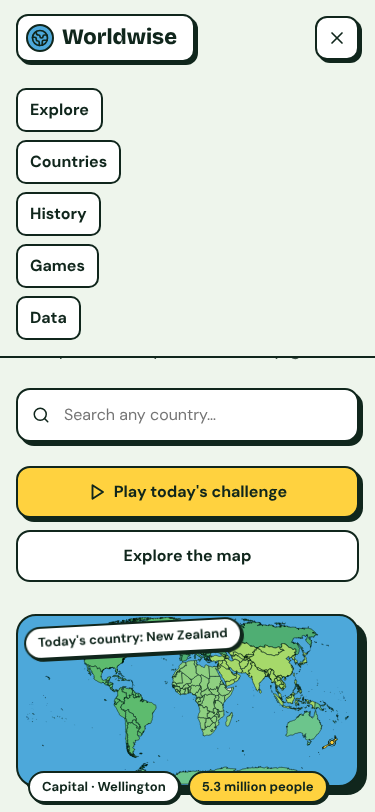 Worldwise
Explore
Countries
History
Games
Data
Search any country...
Play today's challenge
Explore the map
Today's country: New Zealand
Capital · Wellington
5.3 million people